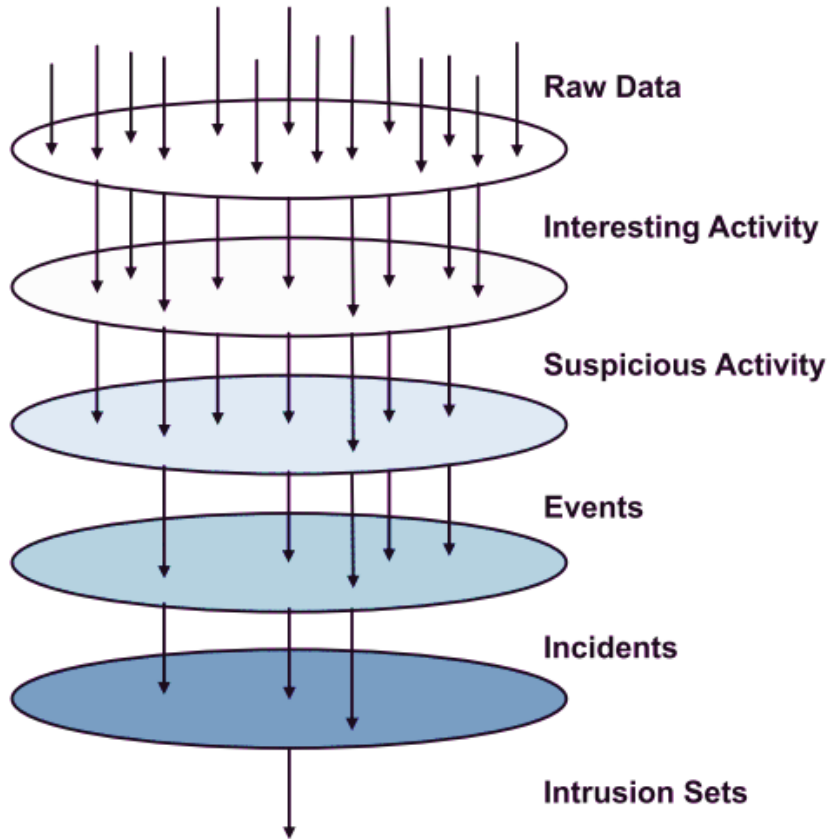 Raw Data
Interesting Activity
Suspicious Activity
Events
Incidents
Intrusion Sets